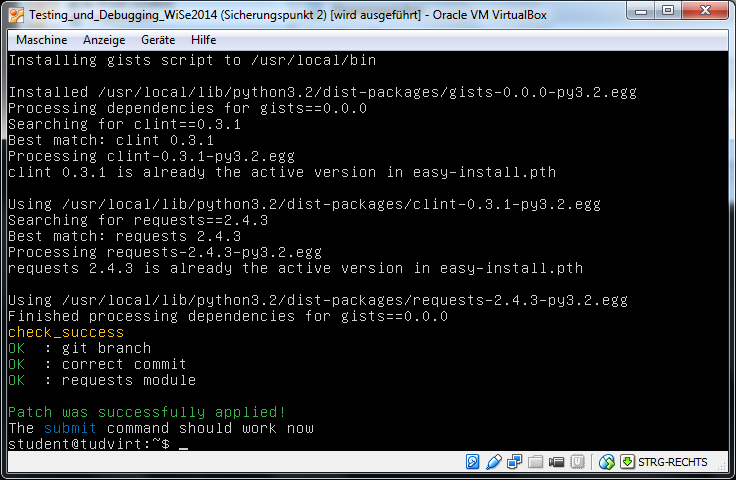 Testing_und_Debugging_WiSe2014 (Sicherungspunkt 2) [wird ausgeführt] - Oracle VM VirtualBox
Maschine Anzeige Geräte Hilfe
Installing gists script to /usr/local/bin

Installed /usr/local/lib/python3.2/dist-packages/gists-0.0.0-py3.2.egg
Processing dependencies for gists==0.0.0
Searching for clint==0.3.1
Best match: clint 0.3.1
Processing clint-0.3.1-py3.2.egg
clint 0.3.1 is already the active version in easy-install.pth

Using /usr/local/lib/python3.2/dist-packages/clint-0.3.1-py3.2.egg
Searching for requests==2.4.3
Best match: requests 2.4.3
Processing requests-2.4.3-py3.2.egg
requests 2.4.3 is already the active version in easy-install.pth

Using /usr/local/lib/python3.2/dist-packages/requests-2.4.3-py3.2.egg
Finished processing dependencies for gists==0.0.0
check_success
OK  : git branch
OK  : correct commit
OK  : requests module

Patch was successfully applied!
The submit command should work now
student@tudvirt:~$ _
STRG-RECHTS